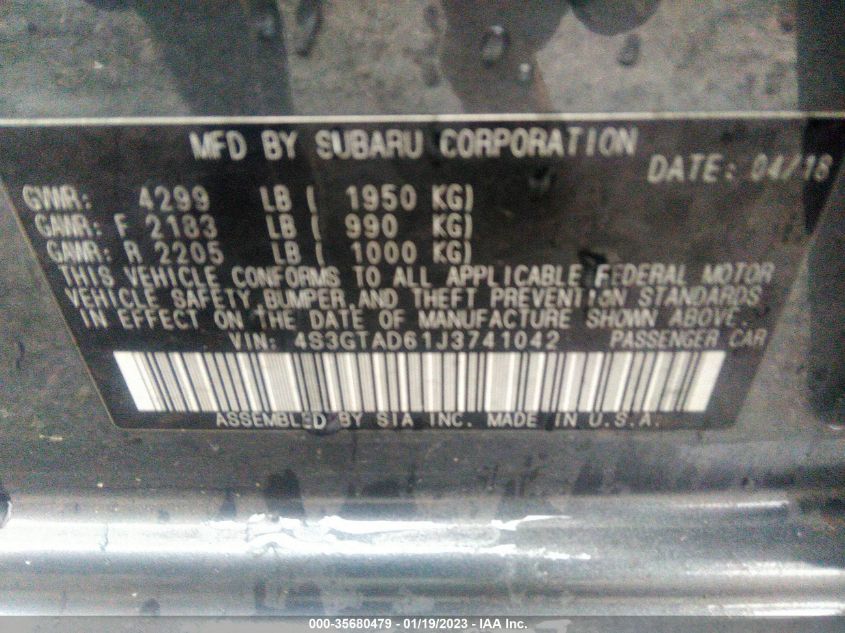 MFD BY SUBARU CORPORATION
DATE: 04/18
GVWR: 4299 LB ( 1950 KG)
GAWR: F 2183 LB ( 990 KG)
GAWR: R 2205 LB ( 1000 KG)
THIS VEHICLE CONFORMS TO ALL APPLICABLE FEDERAL MOTOR
VEHICLE SAFETY, BUMPER, AND THEFT PREVENTION STANDARDS
IN EFFECT ON THE DATE OF MANUFACTURE SHOWN ABOVE.
VIN: 4S3GTAD61J3741042 PASSENGER CAR
ASSEMBLED BY SIA INC. MADE IN U.S.A.
000-35680479 - 01/19/2023 - IAA Inc.